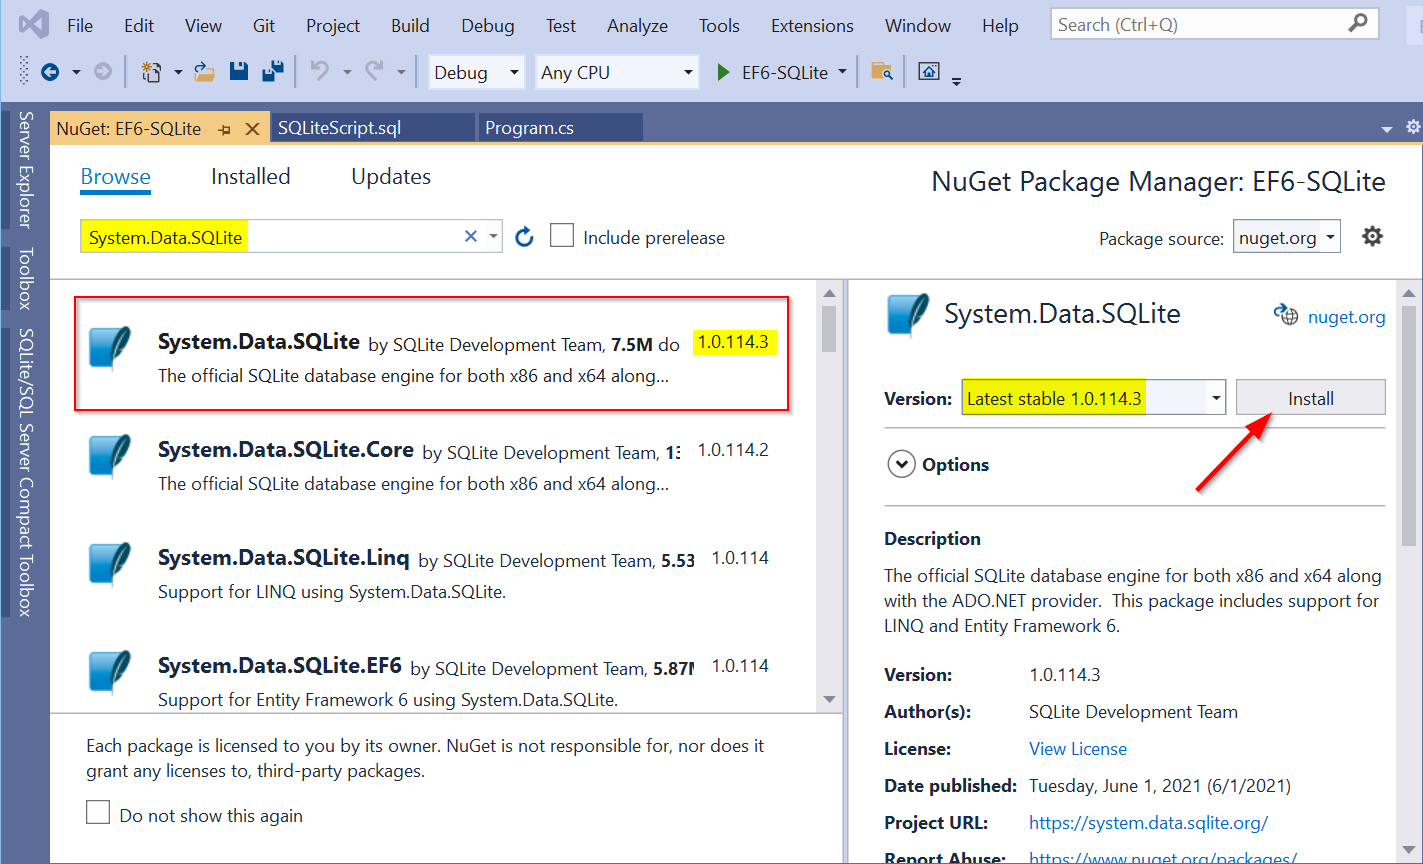 File Edit View Git Project Build Debug Test Analyze Tools Extensions Window Help Search (Ctrl+Q)
Debug Any CPU EF6-SQLite
Server Explorer
Toolbox
SQLite/SQL Server Compact Toolbox
NuGet: EF6-SQLite SQLiteScript.sql Program.cs
Browse Installed Updates
NuGet Package Manager: EF6-SQLite
System.Data.SQLite Include prerelease
Package source: nuget.org
System.Data.SQLite by SQLite Development Team, 7.5M do 1.0.114.3
The official SQLite database engine for both x86 and x64 along...
System.Data.SQLite.Core by SQLite Development Team, 13 1.0.114.2
The official SQLite database engine for both x86 and x64 along...
System.Data.SQLite.Linq by SQLite Development Team, 5.53 1.0.114
Support for LINQ using System.Data.SQLite.
System.Data.SQLite.EF6 by SQLite Development Team, 5.87M 1.0.114
Support for Entity Framework 6 using System.Data.SQLite.
Each package is licensed to you by its owner. NuGet is not responsible for, nor does it
grant any licenses to, third-party packages.
Do not show this again
System.Data.SQLite nuget.org
Version: Latest stable 1.0.114.3 Install
Options
Description
The official SQLite database engine for both x86 and x64 along
with the ADO.NET provider. This package includes support for
LINQ and Entity Framework 6.
Version: 1.0.114.3
Author(s): SQLite Development Team
License: View License
Date published: Tuesday, June 1, 2021 (6/1/2021)
Project URL: https://system.data.sqlite.org/
Report Abuse: https://www.nuget.org/packages/